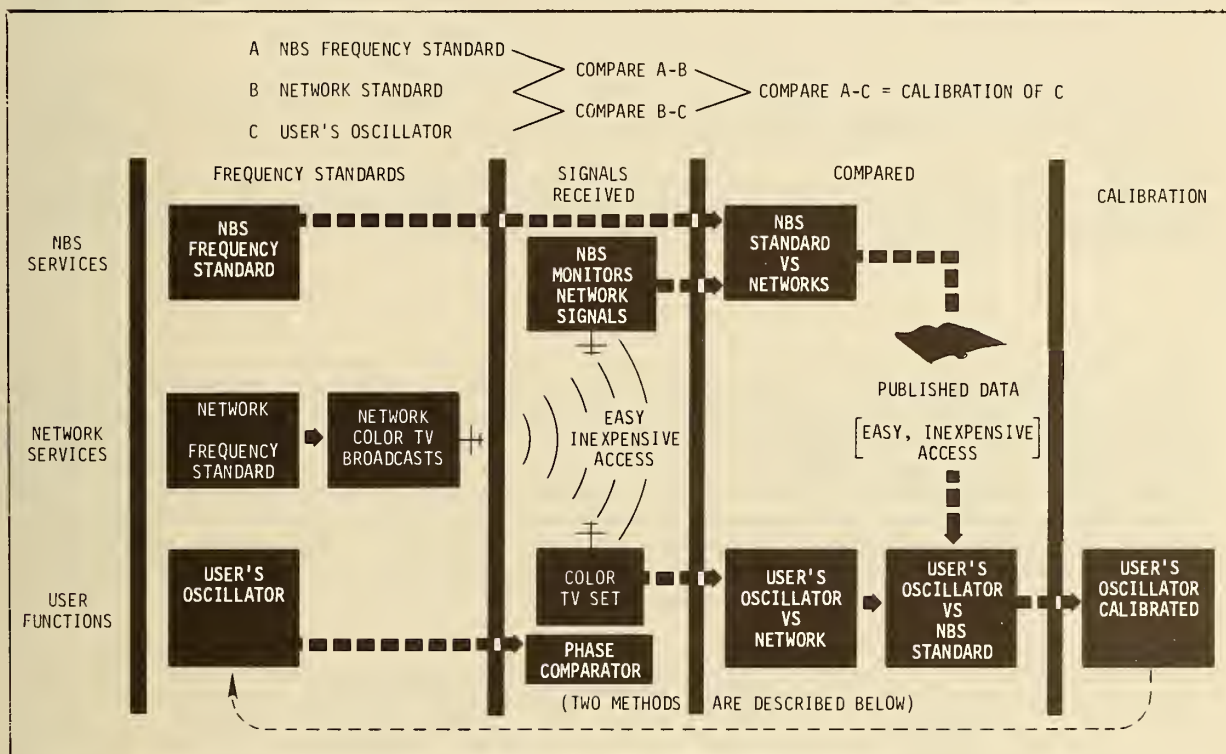 A NBS FREQUENCY STANDARD
B NETWORK STANDARD
C USER'S OSCILLATOR
COMPARE A-B
COMPARE B-C
COMPARE A-C = CALIBRATION OF C
FREQUENCY STANDARDS
SIGNALS
RECEIVED
COMPARED
CALIBRATION
NBS
SERVICES
NBS
FREQUENCY
STANDARD
NBS
MONITORS
NETWORK
SIGNALS
NBS
STANDARD
VS
NETWORKS
PUBLISHED DATA
[EASY, INEXPENSIVE
ACCESS]
NETWORK
SERVICES
NETWORK
FREQUENCY
STANDARD
NETWORK
COLOR TV
BROADCASTS
EASY
INEXPENSIVE
ACCESS
USER
FUNCTIONS
USER'S
OSCILLATOR
COLOR
TV SET
PHASE
COMPARATOR
USER'S
OSCILLATOR
VS
NETWORK
USER'S
OSCILLATOR
VS
NBS
STANDARD
USER'S
OSCILLATOR
CALIBRATED
(TWO METHODS ARE DESCRIBED BELOW)